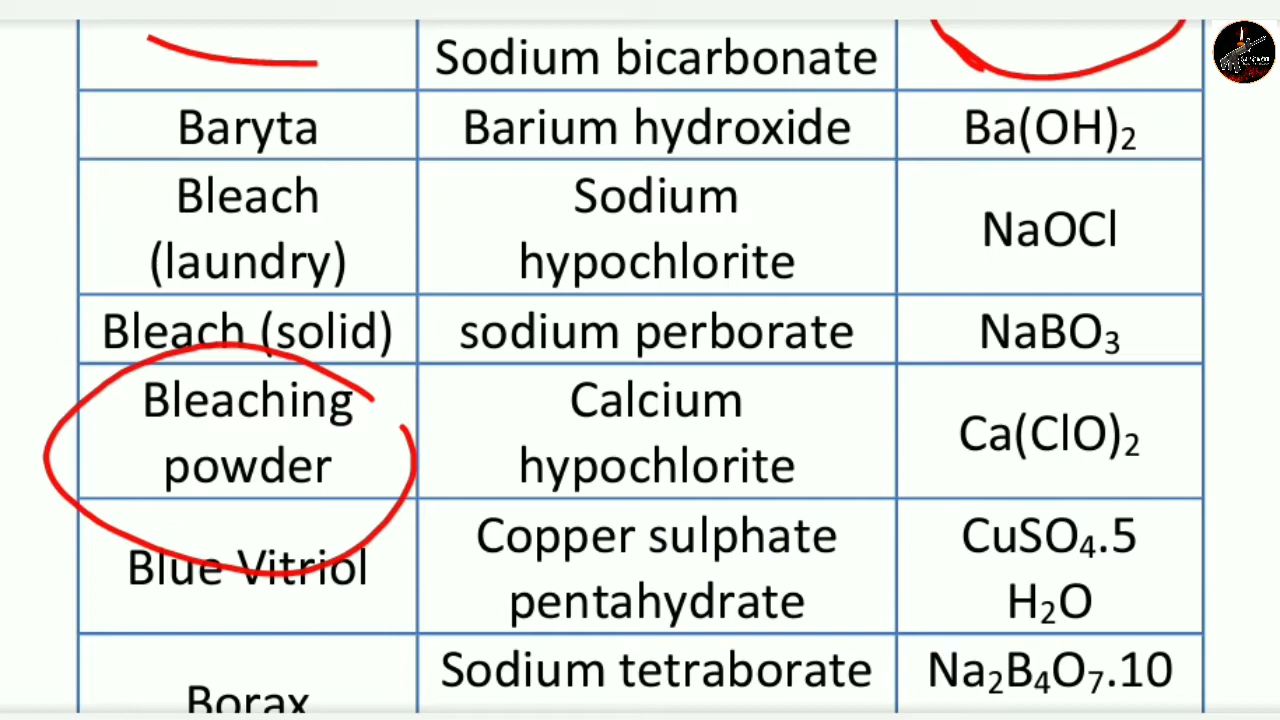 Sodium bicarbonate
Baryta Barium hydroxide Ba(OH)₂
Bleach (laundry) Sodium hypochlorite NaOCl
Bleach (solid) sodium perborate NaBO₃
Bleaching powder Calcium hypochlorite Ca(ClO)₂
Blue Vitriol Copper sulphate pentahydrate CuSO₄.5 H₂O
Borax Sodium tetraborate Na₂B₄O₇.10